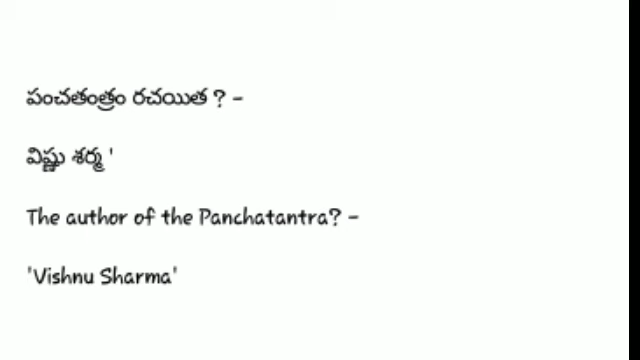 పంచతంత్రం రచయిత ? -
విష్ణు శర్మ '
The author of the Panchatantra? -
'Vishnu Sharma'